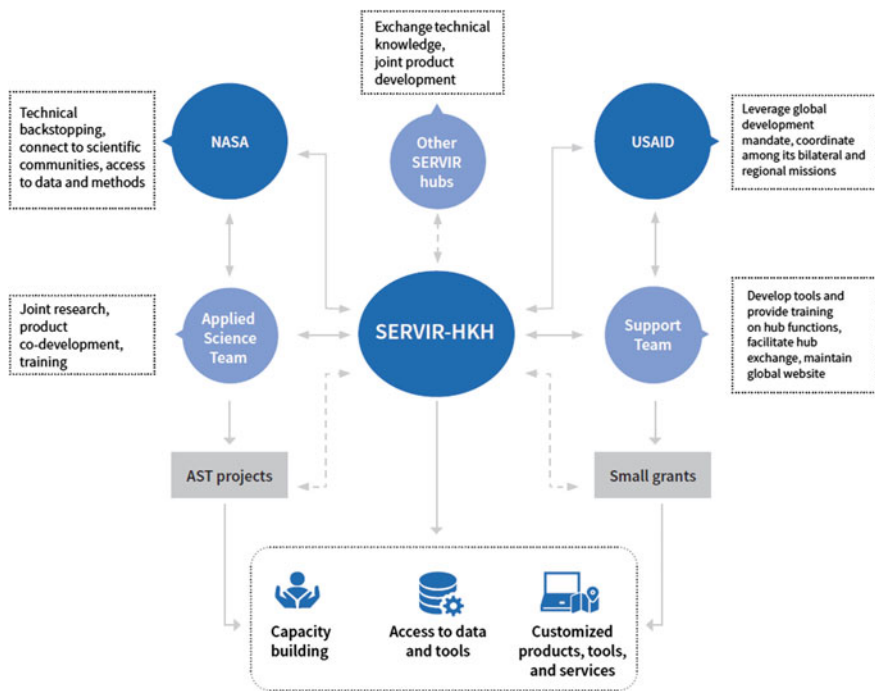 Exchange technical
knowledge,
joint product
development
Technical
backstopping,
connect to scientific
communities, access
to data and methods
NASA
Other
SERVIR
hubs
USAID
Leverage global
development
mandate, coordinate
among its bilateral and
regional missions
Joint research,
product
co-development,
training
Applied
Science
Team
SERVIR-HKH
Support
Team
Develop tools and
provide training
on hub functions,
facilitate hub
exchange, maintain
global website
AST projects
Small grants
Capacity
building
Access to data
and tools
Customized
products, tools,
and services